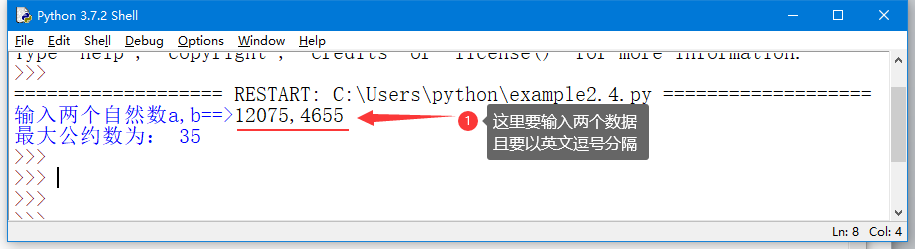 Python 3.7.2 Shell
File Edit Shell Debug Options Window Help
Type "help", "copyright", "credits" or "license()" for more information.
>>>
=================== RESTART: C:\Users\python\example2.4.py ===================
输入两个自然数a,b==>12075,4655
1 这里要输入两个数据
且要以英文逗号分隔
最大公约数为： 35
>>>
>>>
>>>
>>>
Ln: 8 Col: 4